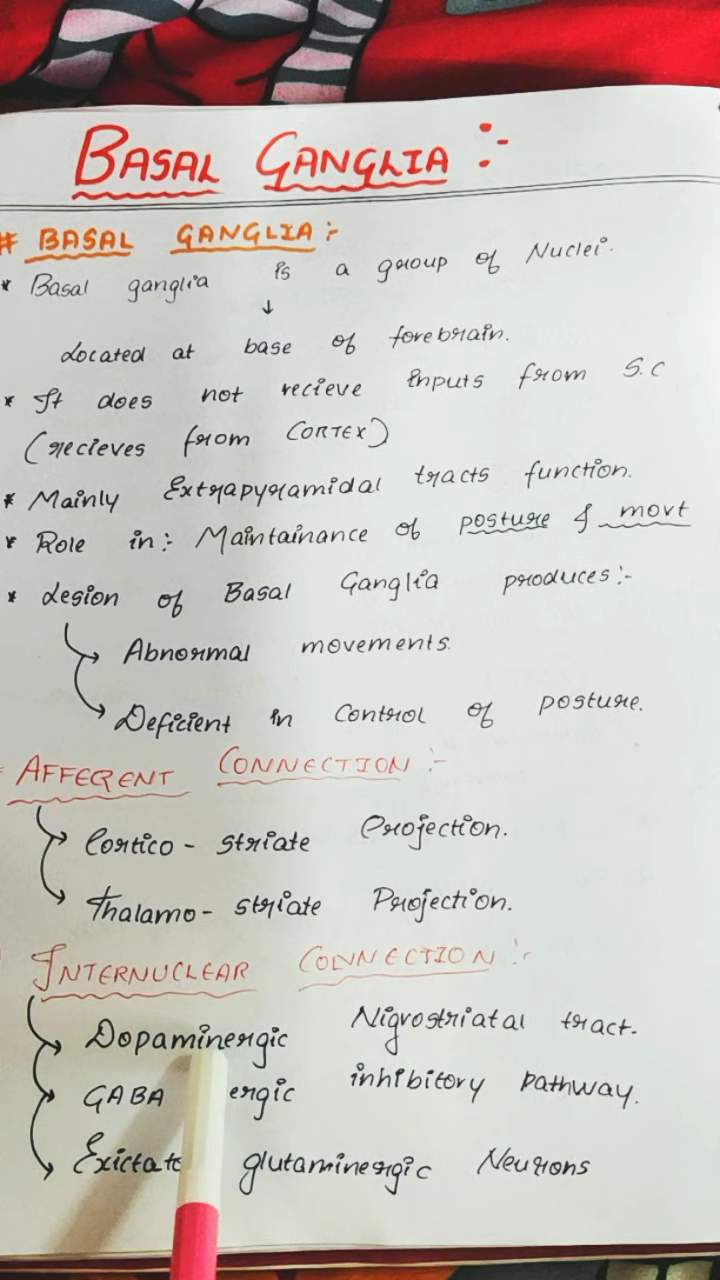 BASAL GANGLIA :-
# BASAL GANGLIA :-
* Basal ganglia is a group of Nuclei.
↓
Located at base of forebrain.
* It does not recieve inputs from S.C
(recieves from CORTEX)
* Mainly Extrapyramidal tracts function.
* Role in :- Maintainance of posture & movt
* Lesion of Basal Ganglia produces :-
→ Abnormal movements.
→ Deficient in control of posture.
* AFFERENT CONNECTION :-
→ Cortico - striate Projection.
→ Thalamo - striate Projection.
INTERNUCLEAR CONNECTION :-
→ Dopaminergic Nigrostriatal tract.
→ GABA ergic inhibitory pathway.
→ Exictato glutaminergic Neurons